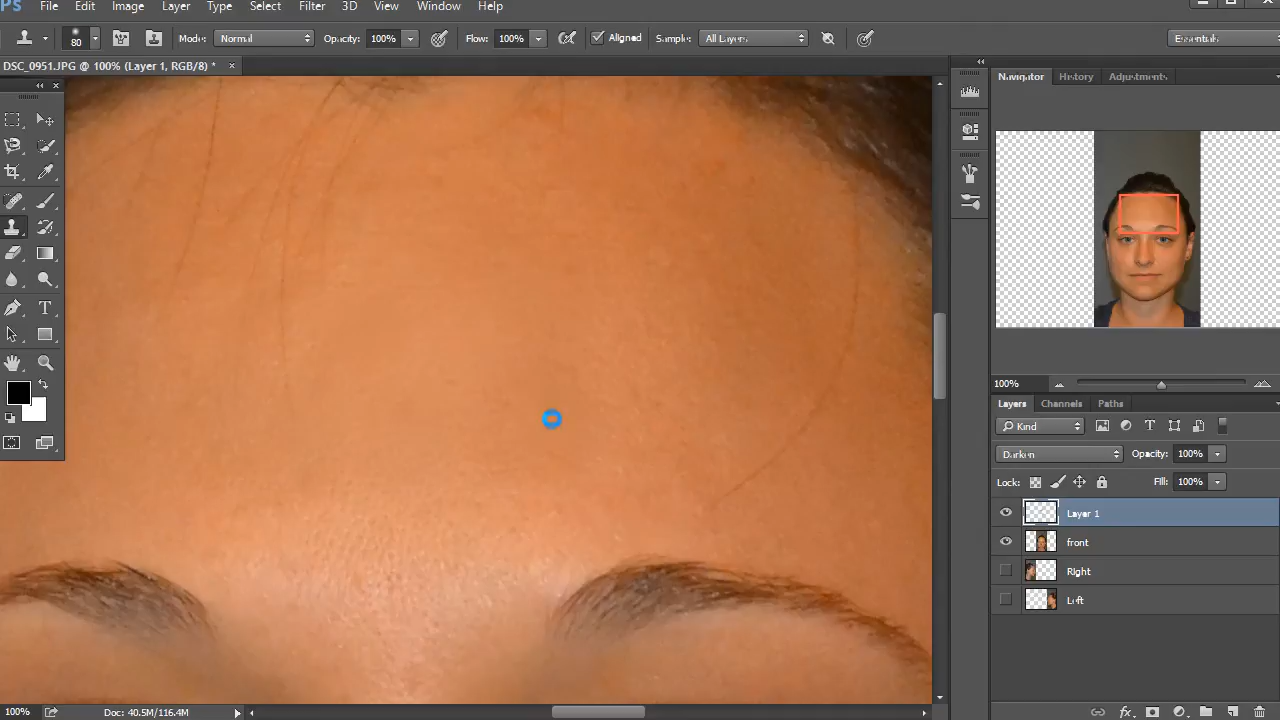 PS File Edit Image Layer Type Select Filter 3D View Window Help
80 Mode: Normal Opacity: 100% Flow: 100% Aligned Sample: All Layers Essentials
DSC_0951.JPG @ 100% (Layer 1, RGB/8) * ×
Navigator History Adjustments
100%
Layers Channels Paths
Kind
Darken Opacity: 100%
Lock: Fill: 100%
Layer 1
front
Right
Left
100% Doc: 40.5M/116.4M